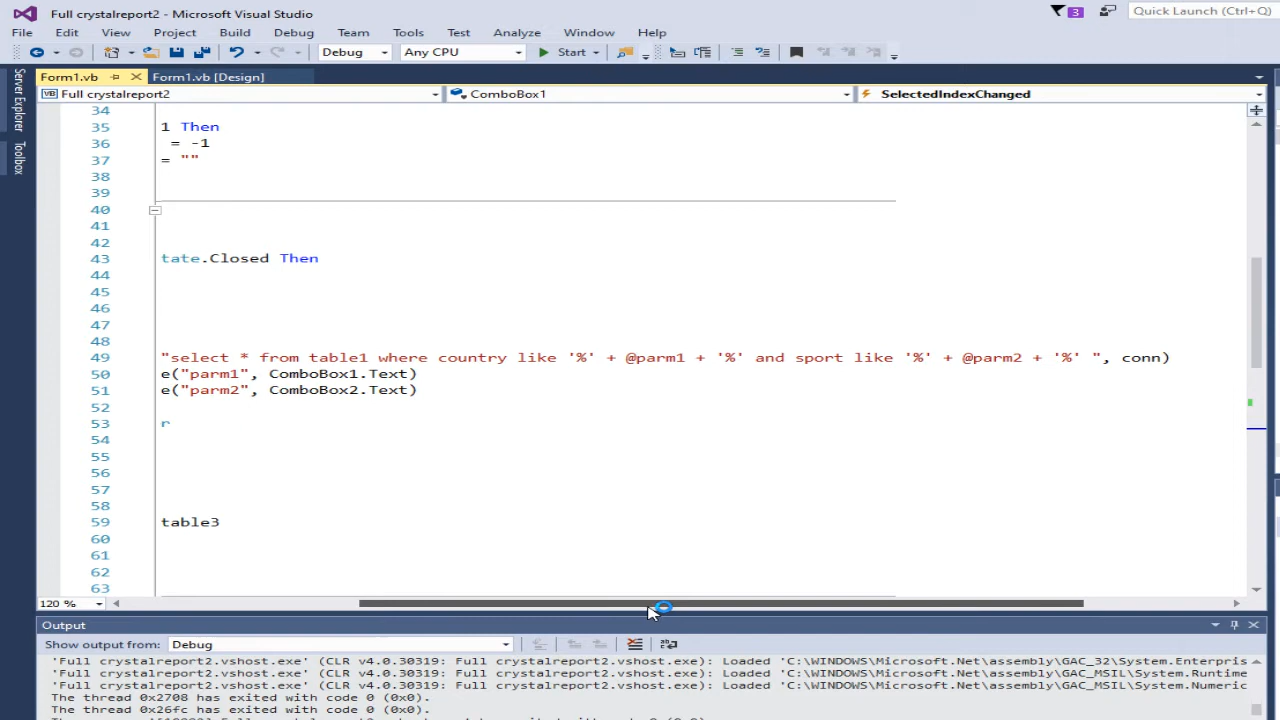 Full crystalreport2 - Microsoft Visual Studio
3
Quick Launch (Ctrl+Q)
File Edit View Project Build Debug Team Tools Test Analyze Window Help
Debug Any CPU Start
Form1.vb Form1.vb [Design]
VB Full crystalreport2 ComboBox1 SelectedIndexChanged
Server Explorer
Toolbox
34
35 1 Then
36 = -1
37 = ""
38
39
40
41
42
43 tate.Closed Then
44
45
46
47
48
49 "select * from table1 where country like '%' + @parm1 + '%' and sport like '%' + @parm2 + '%' ", conn)
50 e("parm1", ComboBox1.Text)
51 e("parm2", ComboBox2.Text)
52
53 r
54
55
56
57
58
59 table3
60
61
62
63
120 %
Output
Show output from: Debug
'Full crystalreport2.vshost.exe' (CLR v4.0.30319: Full crystalreport2.vshost.exe): Loaded 'C:\WINDOWS\Microsoft.Net\assembly\GAC_32\System.Enterpris
'Full crystalreport2.vshost.exe' (CLR v4.0.30319: Full crystalreport2.vshost.exe): Loaded 'C:\WINDOWS\Microsoft.Net\assembly\GAC_MSIL\System.Runtime
'Full crystalreport2.vshost.exe' (CLR v4.0.30319: Full crystalreport2.vshost.exe): Loaded 'C:\WINDOWS\Microsoft.Net\assembly\GAC_MSIL\System.Numeric
The thread 0x2708 has exited with code 0 (0x0).
The thread 0x26fc has exited with code 0 (0x0).